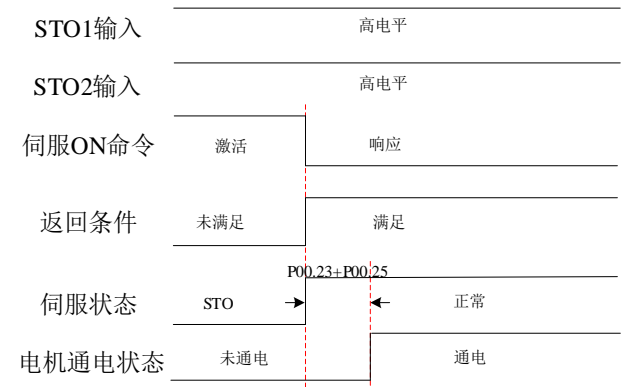 STO1输入 高电平
STO2输入 高电平
伺服ON命令 激活 响应
返回条件 未满足 满足
P00.23+P00.25
伺服状态 STO 正常
电机通电状态 未通电 通电